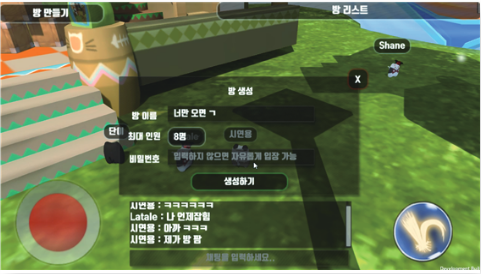 방 만들기
방 리스트
Shane
X
방 생성
방 이름
너만 오면 ㄱ
최대 인원
8명
시연용
비밀번호
입력하지 않으면 자유롭게 입장 가능
생성하기
시연용 : ㅋㅋㅋㅋㅋㅋ
Latale : 나 언제잡힘
시연용 : 아까 ㅋㅋㅋ
시연용 : 제가 방 팜
채팅을 입력하세요..
Development Build